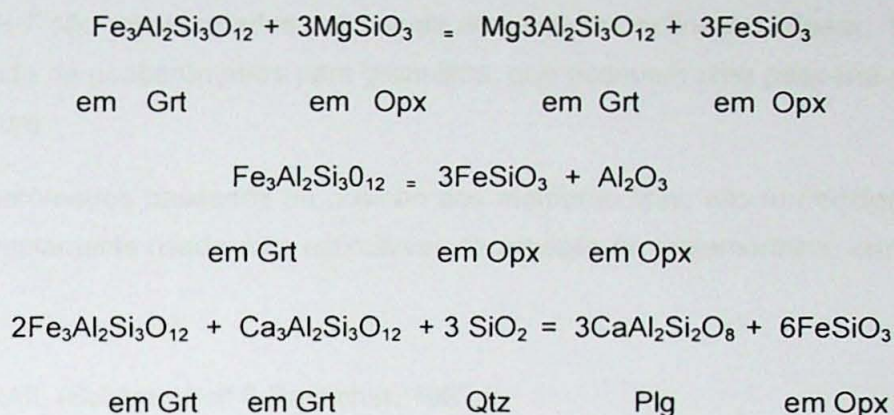 Fe₃Al₂Si₃O₁₂ + 3MgSiO₃ = Mg3Al₂Si₃O₁₂ + 3FeSiO₃
em Grt em Opx em Grt em Opx
Fe₃Al₂Si₃0₁₂ = 3FeSiO₃ + Al₂O₃
em Grt em Opx em Opx
2Fe₃Al₂Si₃O₁₂ + Ca₃Al₂Si₃O₁₂ + 3 SiO₂ = 3CaAl₂Si₂O₈ + 6FeSiO₃
em Grt em Grt Qtz Plg em Opx